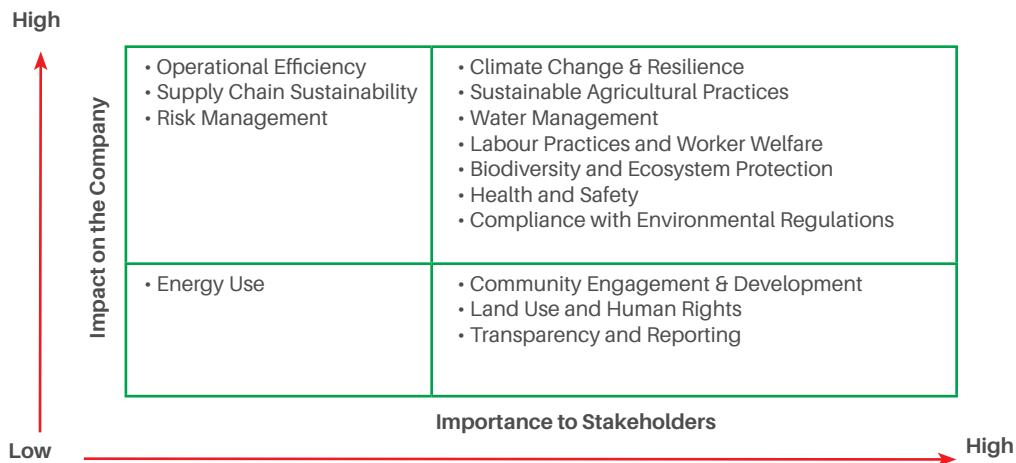 High
Impact on the Company
• Operational Efficiency
• Supply Chain Sustainability
• Risk Management
• Climate Change & Resilience
• Sustainable Agricultural Practices
• Water Management
• Labour Practices and Worker Welfare
• Biodiversity and Ecosystem Protection
• Health and Safety
• Compliance with Environmental Regulations
• Energy Use
• Community Engagement & Development
• Land Use and Human Rights
• Transparency and Reporting
Importance to Stakeholders
Low
High